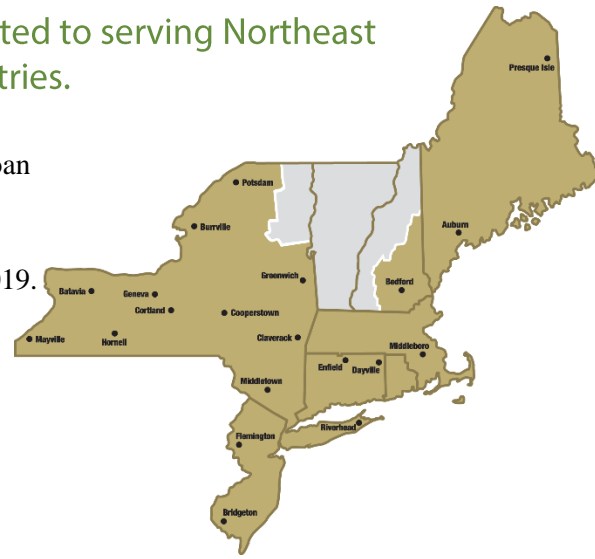 ted to serving Northeast
tries.
Presque Isle
oan
Potsdam
Burrville
Auburn
019.
Greenwich
Bedford
Batavia
Geneva
Cortland
Cooperstown
Mayville
Hornell
Claverack
Middleboro
Enfield
Dayville
Middletown
Riverhead
Flemington
Bridgeton